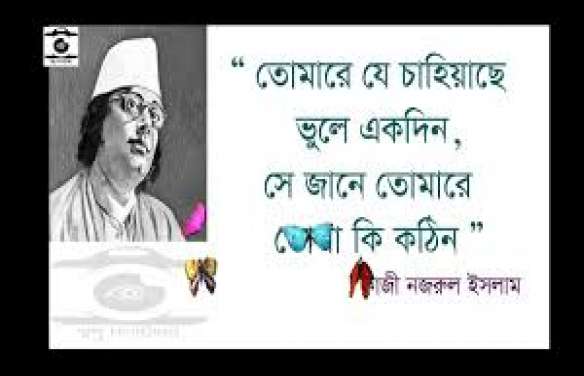 “ তোমারে যে চাহিয়াছে
ভুলে একদিন,
সে জানে তোমারে
কি কঠিন ”
নজরুল ইসলাম